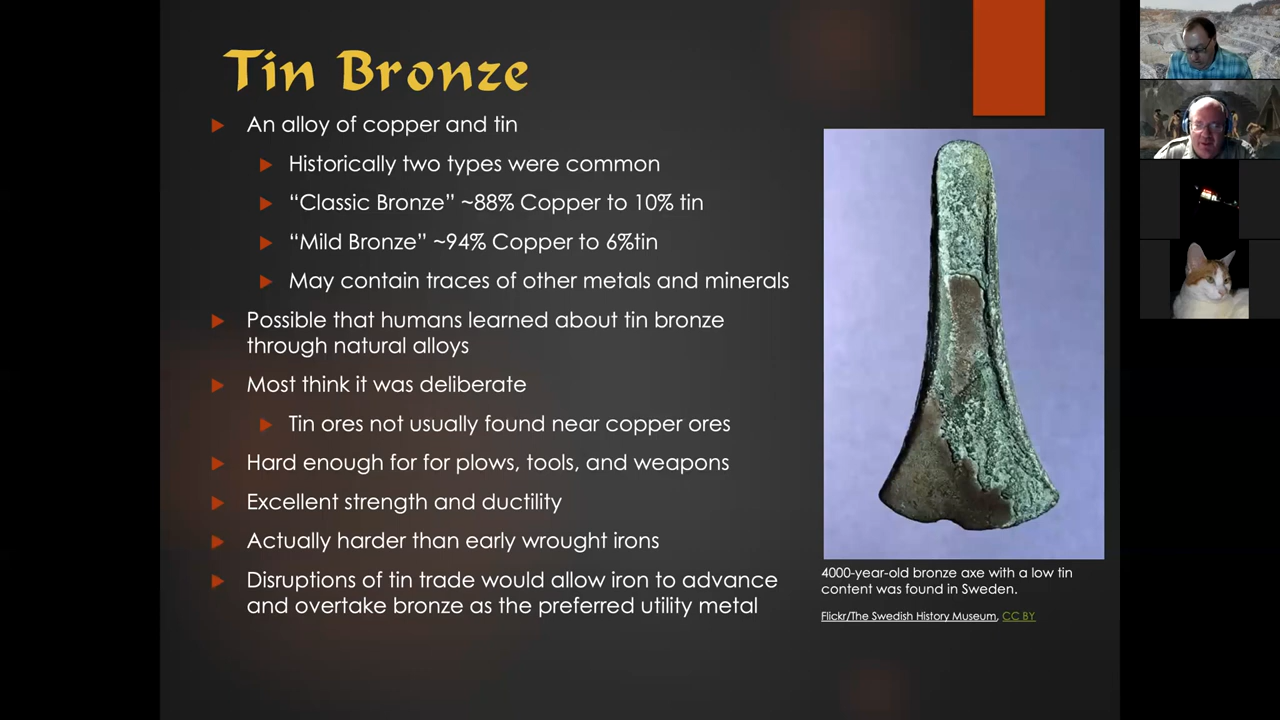 Tin Bronze
An alloy of copper and tin
Historically two types were common
“Classic Bronze” ~88% Copper to 10% tin
“Mild Bronze” ~94% Copper to 6%tin
May contain traces of other metals and minerals
Possible that humans learned about tin bronze
through natural alloys
Most think it was deliberate
Tin ores not usually found near copper ores
Hard enough for for plows, tools, and weapons
Excellent strength and ductility
Actually harder than early wrought irons
Disruptions of tin trade would allow iron to advance
and overtake bronze as the preferred utility metal
4000-year-old bronze axe with a low tin
content was found in Sweden.
Flickr/The Swedish History Museum, CC BY